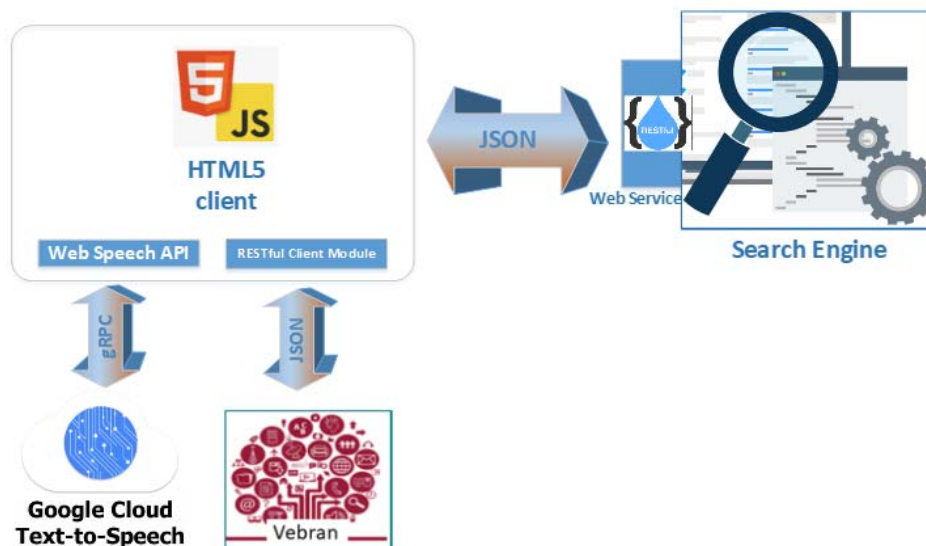 5
JS
HTML5
client
Web Speech API
RESTful Client Module
JSON
{RESTful}
Web Service
Search Engine
gRPC
JSON
Google Cloud
Text-to-Speech
Vebran